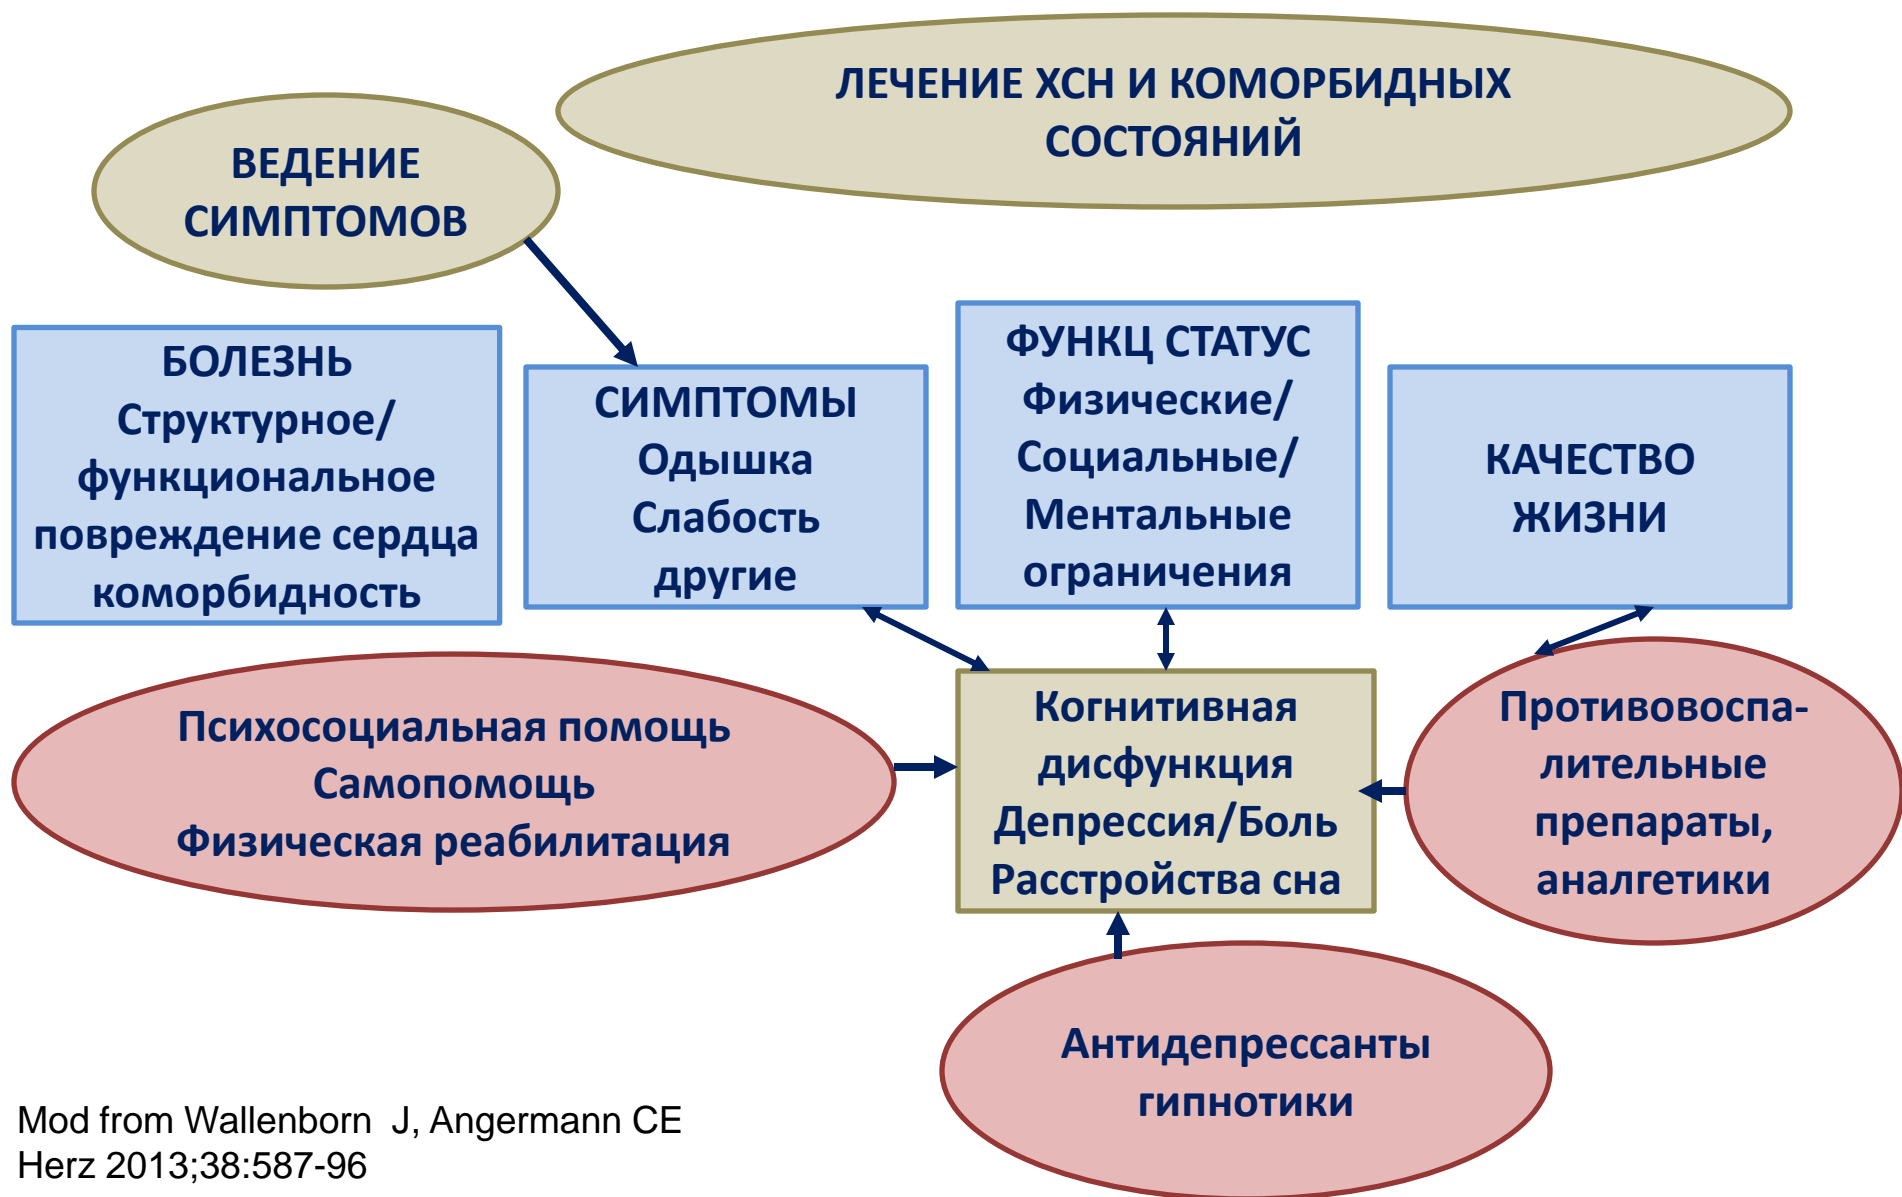 ЛЕЧЕНИЕ ХСН И КОМОРБИДНЫХ
СОСТОЯНИЙ
ВЕДЕНИЕ
СИМПТОМОВ
БОЛЕЗНЬ
Структурное/
функциональное
повреждение сердца
коморбидность
СИМПТОМЫ
Одышка
Слабость
другие
ФУНКЦ СТАТУС
Физические/
Социальные/
Ментальные
ограничения
КАЧЕСТВО
ЖИЗНИ
Психосоциальная помощь
Самопомощь
Физическая реабилитация
Когнитивная
дисфункция
Депрессия/Боль
Расстройства сна
Противовоспа-
лительные
препараты,
аналгетики
Антидепрессанты
гипнотики
Mod from Wallenborn  J, Angermann CE
Herz 2013;38:587-96